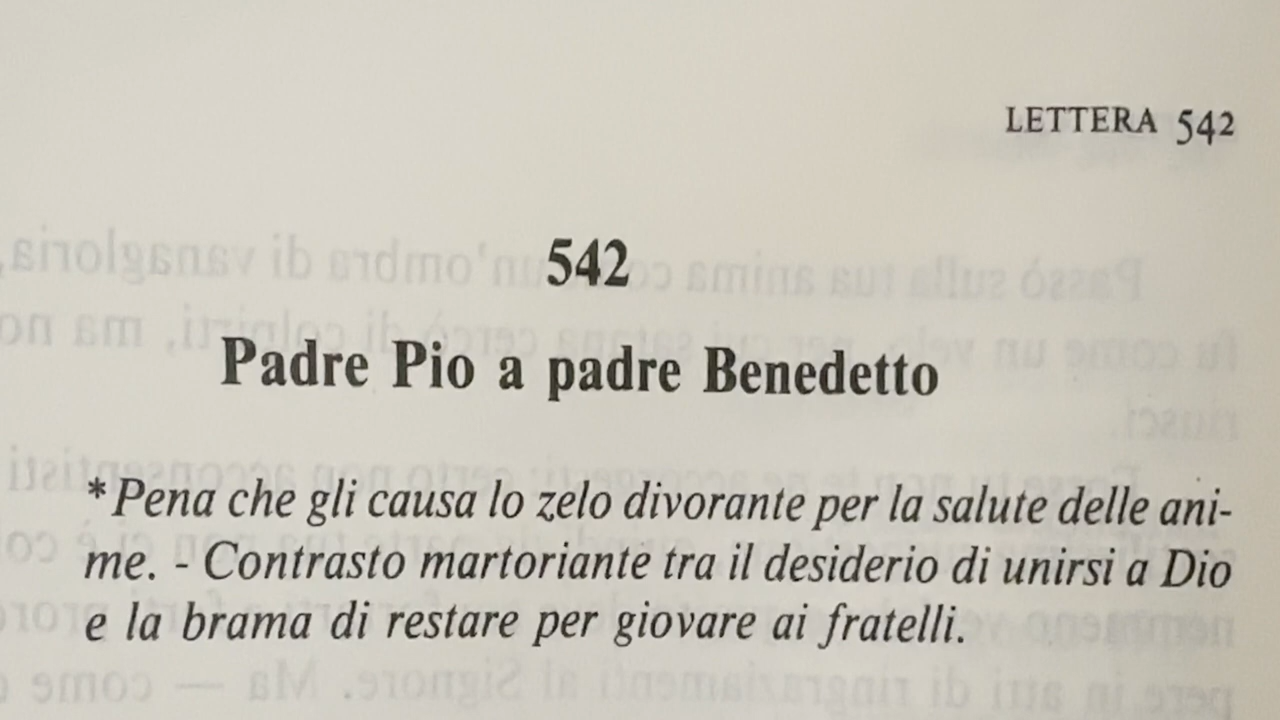 LETTERA 542
542
Padre Pio a padre Benedetto
*Pena che gli causa lo zelo divorante per la salute delle ani-
me. - Contrasto martoriante tra il desiderio di unirsi a Dio
e la brama di restare per giovare ai fratelli.